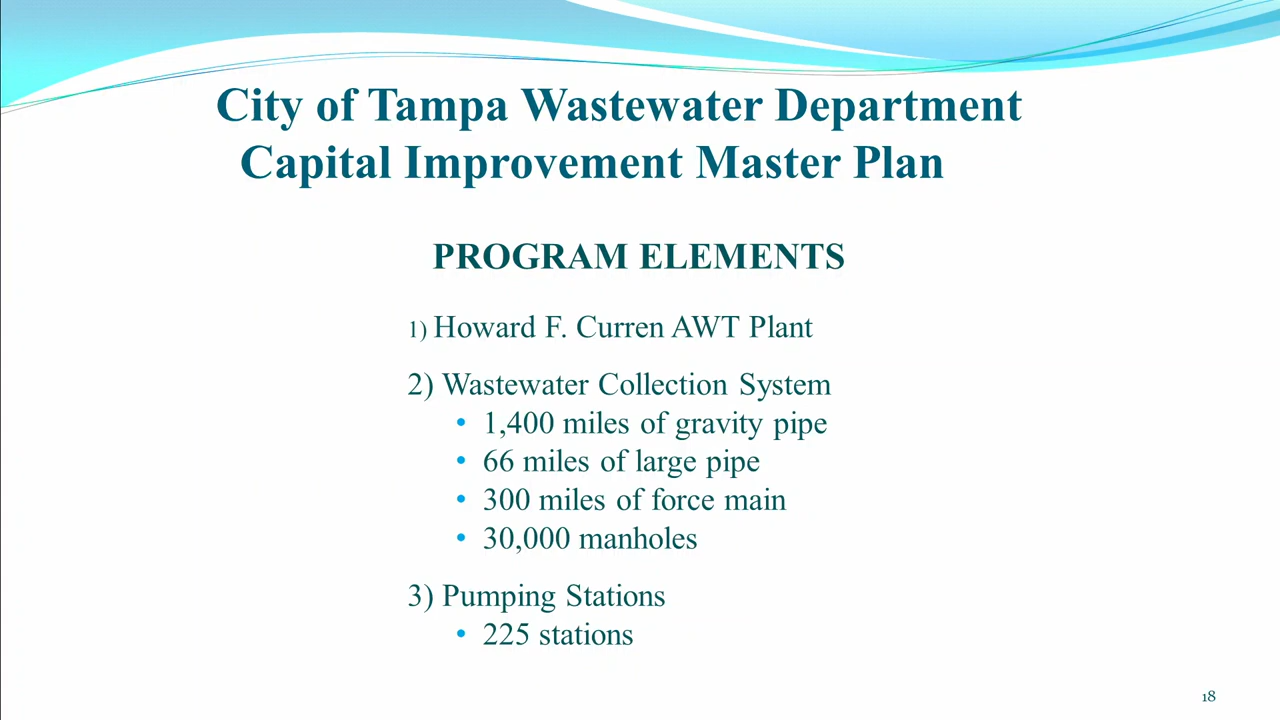 City of Tampa Wastewater Department
Capital Improvement Master Plan
PROGRAM ELEMENTS
1) Howard F. Curren AWT Plant
2) Wastewater Collection System
• 1,400 miles of gravity pipe
• 66 miles of large pipe
• 300 miles of force main
• 30,000 manholes
3) Pumping Stations
• 225 stations
18